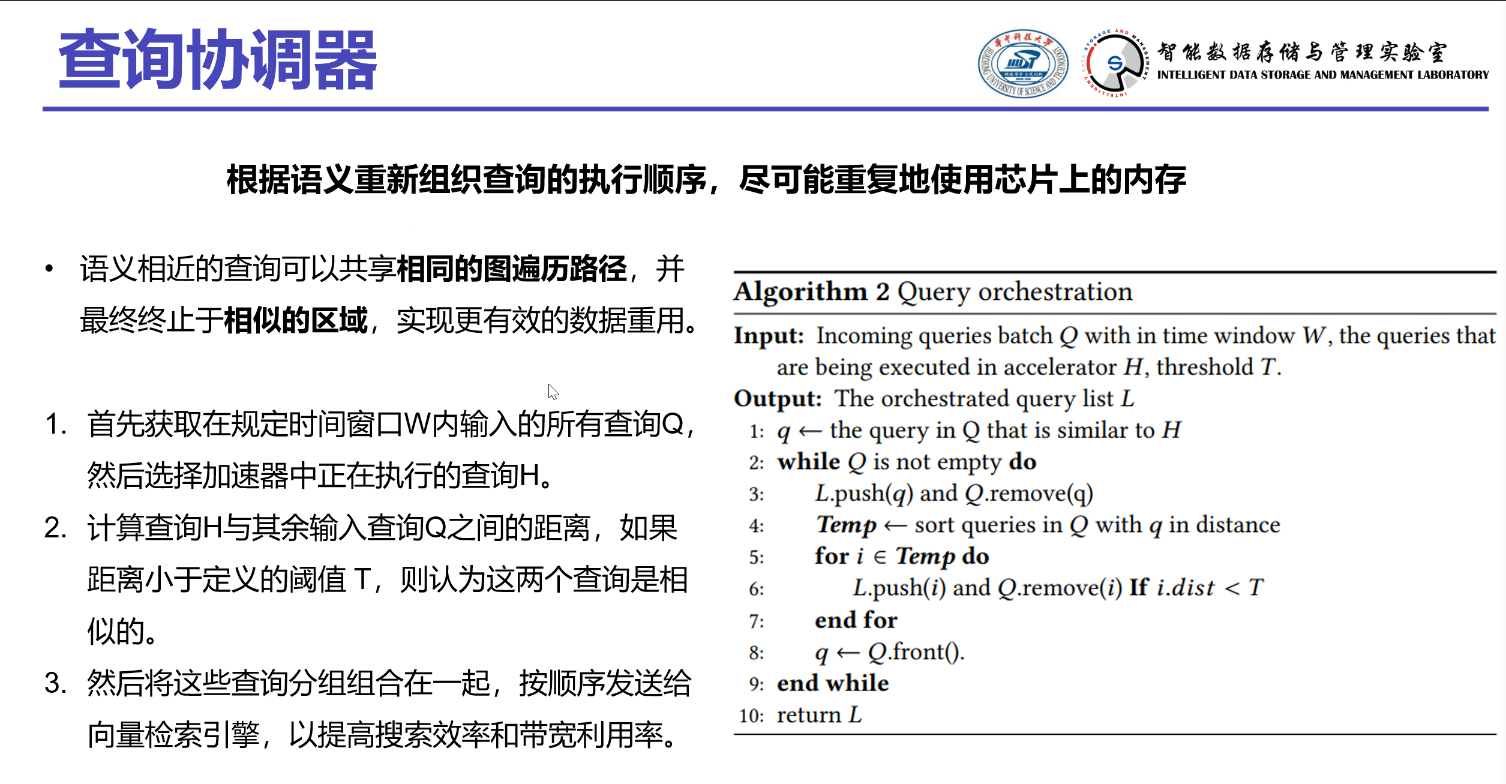 查询协调器
智能数据存储与管理实验室
INTELLIGENT DATA STORAGE AND MANAGEMENT LABORATORY
根据语义重新组织查询的执行顺序，尽可能重复地使用芯片上的内存
• 语义相近的查询可以共享相同的图遍历路径，并
最终终止于相似的区域，实现更有效的数据重用。
1. 首先获取在规定时间窗口W内输入的所有查询Q，
然后选择加速器中正在执行的查询H。
2. 计算查询H与其余输入查询Q之间的距离，如果
距离小于定义的阈值 T，则认为这两个查询是相
似的。
3. 然后将这些查询分组组合在一起，按顺序发送给
向量检索引擎，以提高搜索效率和带宽利用率。
Algorithm 2 Query orchestration
Input: Incoming queries batch Q with in time window W, the queries that
are being executed in accelerator H, threshold T.
Output: The orchestrated query list L
1: q ← the query in Q that is similar to H
2: while Q is not empty do
3: L.push(q) and Q.remove(q)
4: Temp ← sort queries in Q with q in distance
5: for i ∈ Temp do
6: L.push(i) and Q.remove(i) If i.dist < T
7: end for
8: q ← Q.front().
9: end while
10: return L